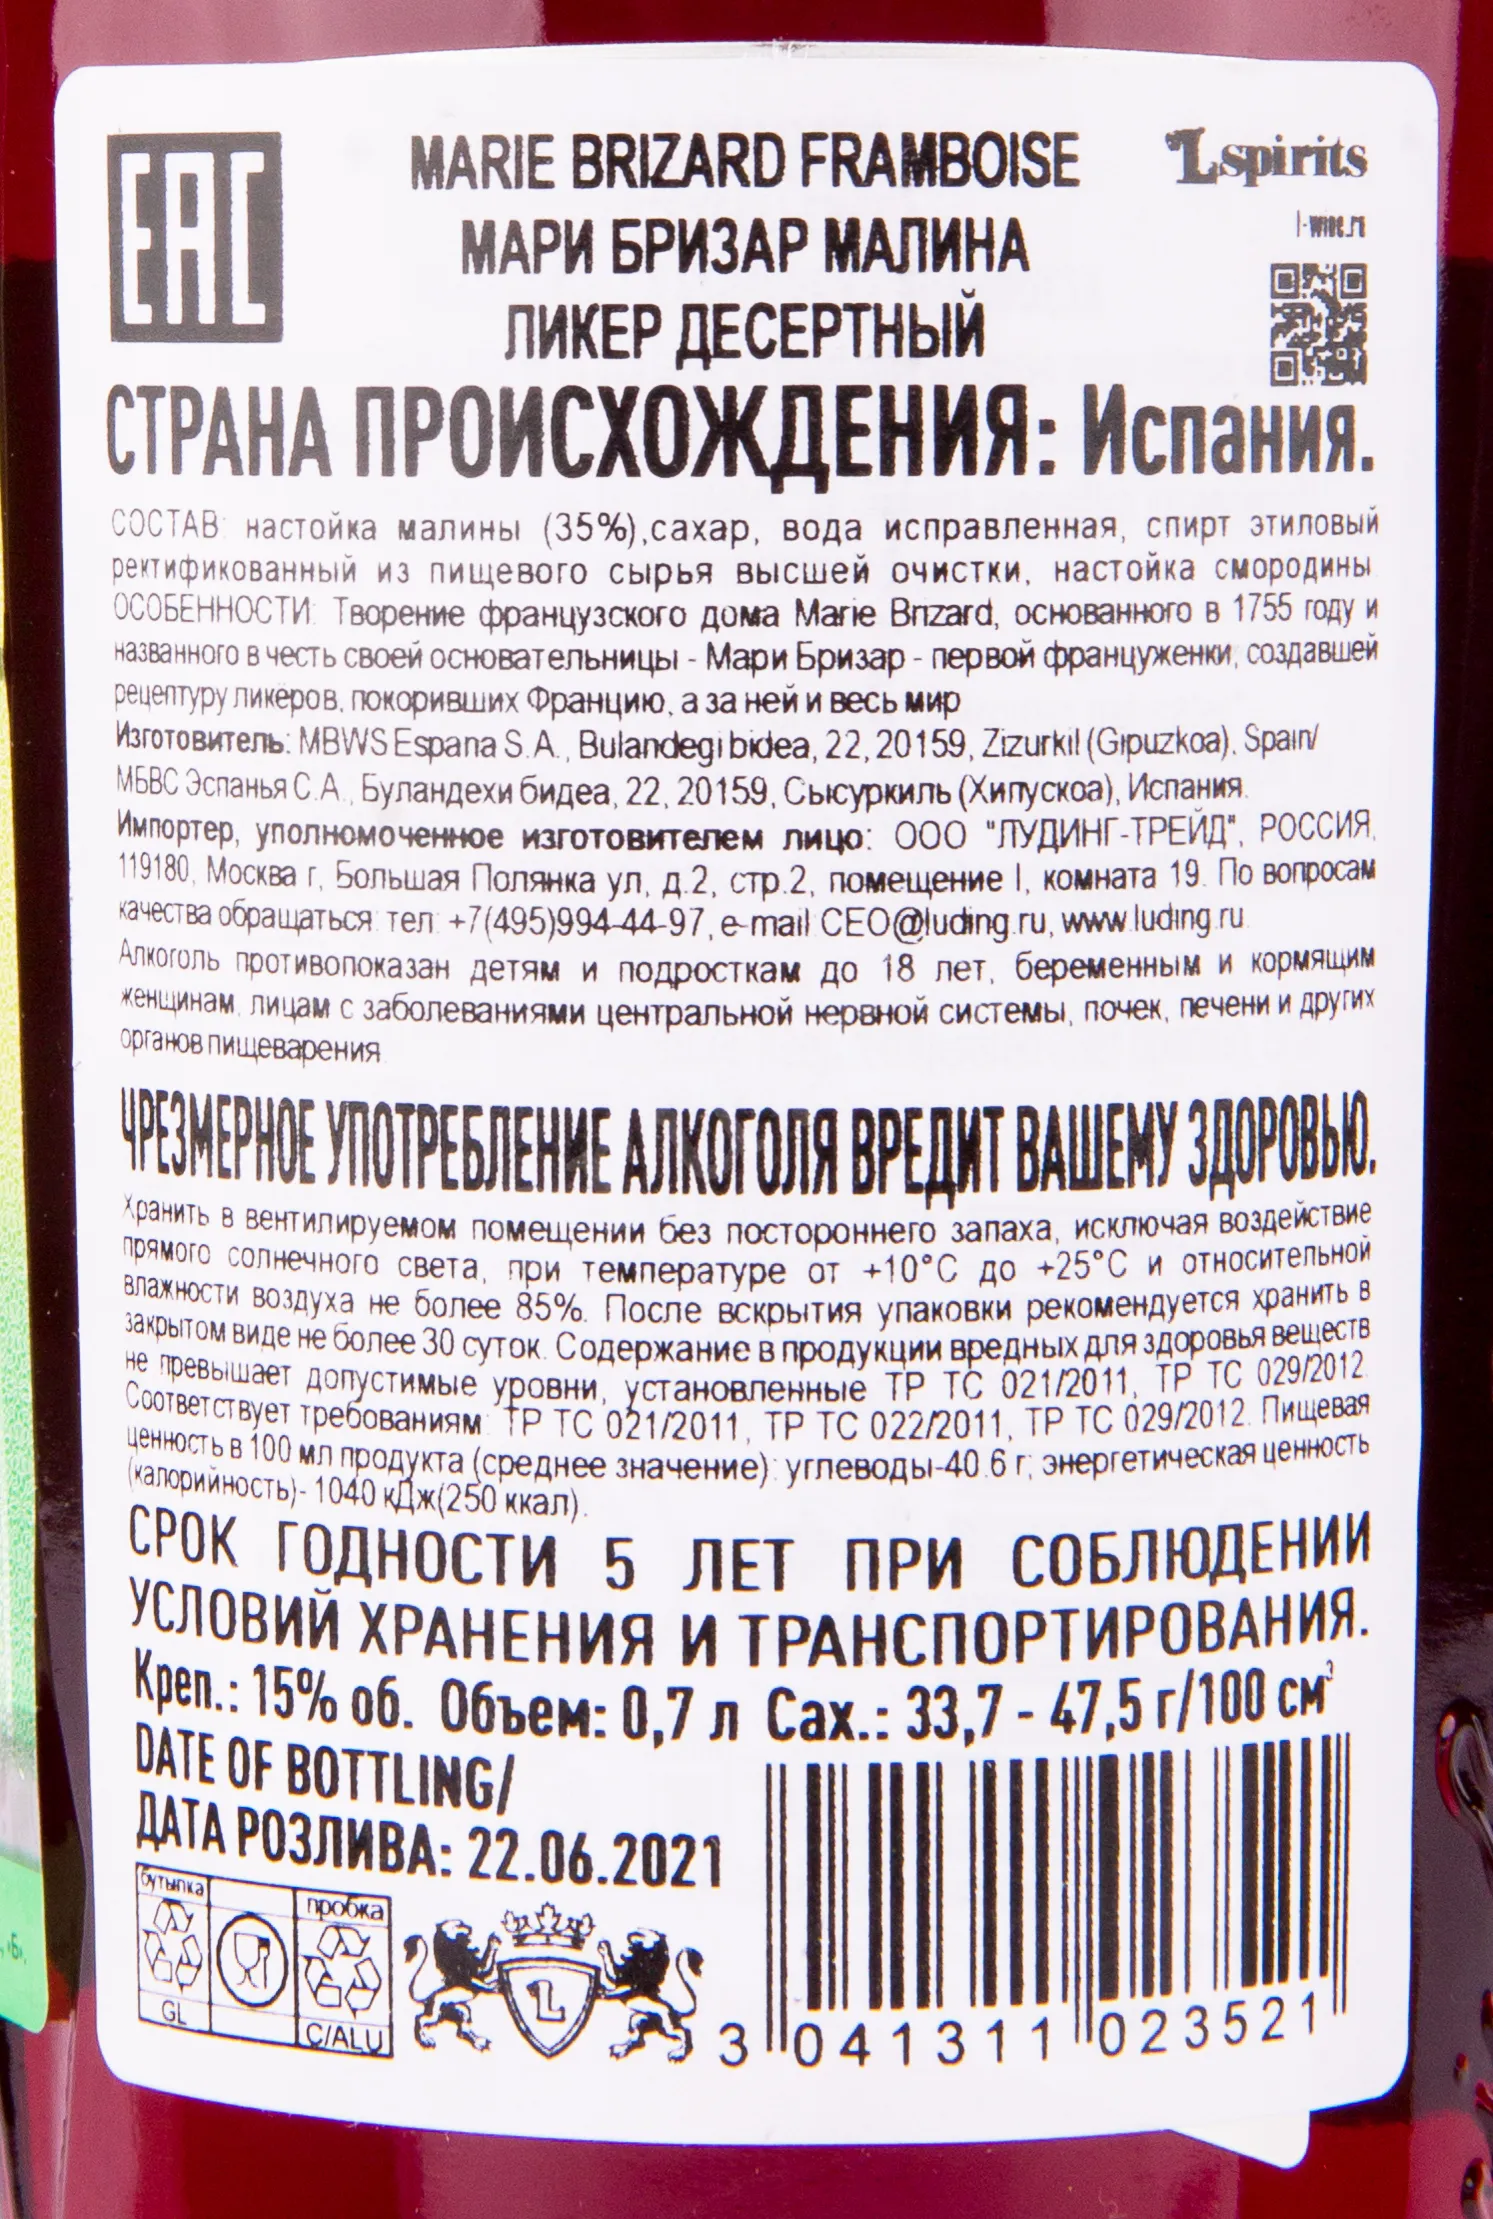 EAC
MARIE BRIZARD FRAMBOISE
Lspirits
l-wine.ru
МАРИ БРИЗАР МАЛИНА
ЛИКЕР ДЕСЕРТНЫЙ
СТРАНА ПРОИСХОЖДЕНИЯ: Испания.
СОСТАВ: настойка малины (35%),сахар, вода исправленная, спирт этиловый
ректификованный из пищевого сырья высшей очистки, настойка смородины.
ОСОБЕННОСТИ: Творение французского дома Marie Brizard, основанного в 1755 году и
названного в честь своей основательницы - Мари Бризар - первой француженки, создавшей
рецептуру ликёров, покоривших Францию, а за ней и весь мир
Изготовитель: MBWS Espana S.A., Bulandegi bidea, 22, 20159, Zizurkil (Gipuzkoa), Spain/
МБВС Эспанья С.А., Буландехи бидеа, 22, 20159, Сысуркиль (Хипускоа), Испания.
Импортер, уполномоченное изготовителем лицо: ООО "ЛУДИНГ-ТРЕЙД", РОССИЯ,
119180, Москва г, Большая Полянка ул, д.2, стр.2, помещение I, комната 19. По вопросам
качества обращаться: тел: +7(495)994-44-97, e-mail: CEO@luding.ru, www.luding.ru.
Алкоголь противопоказан детям и подросткам до 18 лет, беременным и кормящим
женщинам, лицам с заболеваниями центральной нервной системы, почек, печени и других
органов пищеварения
ЧРЕЗМЕРНОЕ УПОТРЕБЛЕНИЕ АЛКОГОЛЯ ВРЕДИТ ВАШЕМУ ЗДОРОВЬЮ.
Хранить в вентилируемом помещении без постороннего запаха, исключая воздействие
прямого солнечного света, при температуре от +10°С до +25°С и относительной
влажности воздуха не более 85%. После вскрытия упаковки рекомендуется хранить в
закрытом виде не более 30 суток. Содержание в продукции вредных для здоровья веществ
не превышает допустимые уровни, установленные ТР ТС 021/2011, ТР ТС 029/2012.
Соответствует требованиям: ТР ТС 021/2011, ТР ТС 022/2011, ТР ТС 029/2012. Пищевая
ценность в 100 мл продукта (среднее значение): углеводы-40.6 г; энергетическая ценность
(калорийность)- 1040 кДж(250 ккал).
СРОК ГОДНОСТИ 5 ЛЕТ ПРИ СОБЛЮДЕНИИ
УСЛОВИЙ ХРАНЕНИЯ И ТРАНСПОРТИРОВАНИЯ.
Креп.: 15% об. Объем: 0,7 л Сах.: 33,7 - 47,5 г/100 см³
DATE OF BOTTLING/
ДАТА РОЗЛИВА: 22.06.2021
бутылка
пробка
GL
C/ALU
L
3 041311 023521